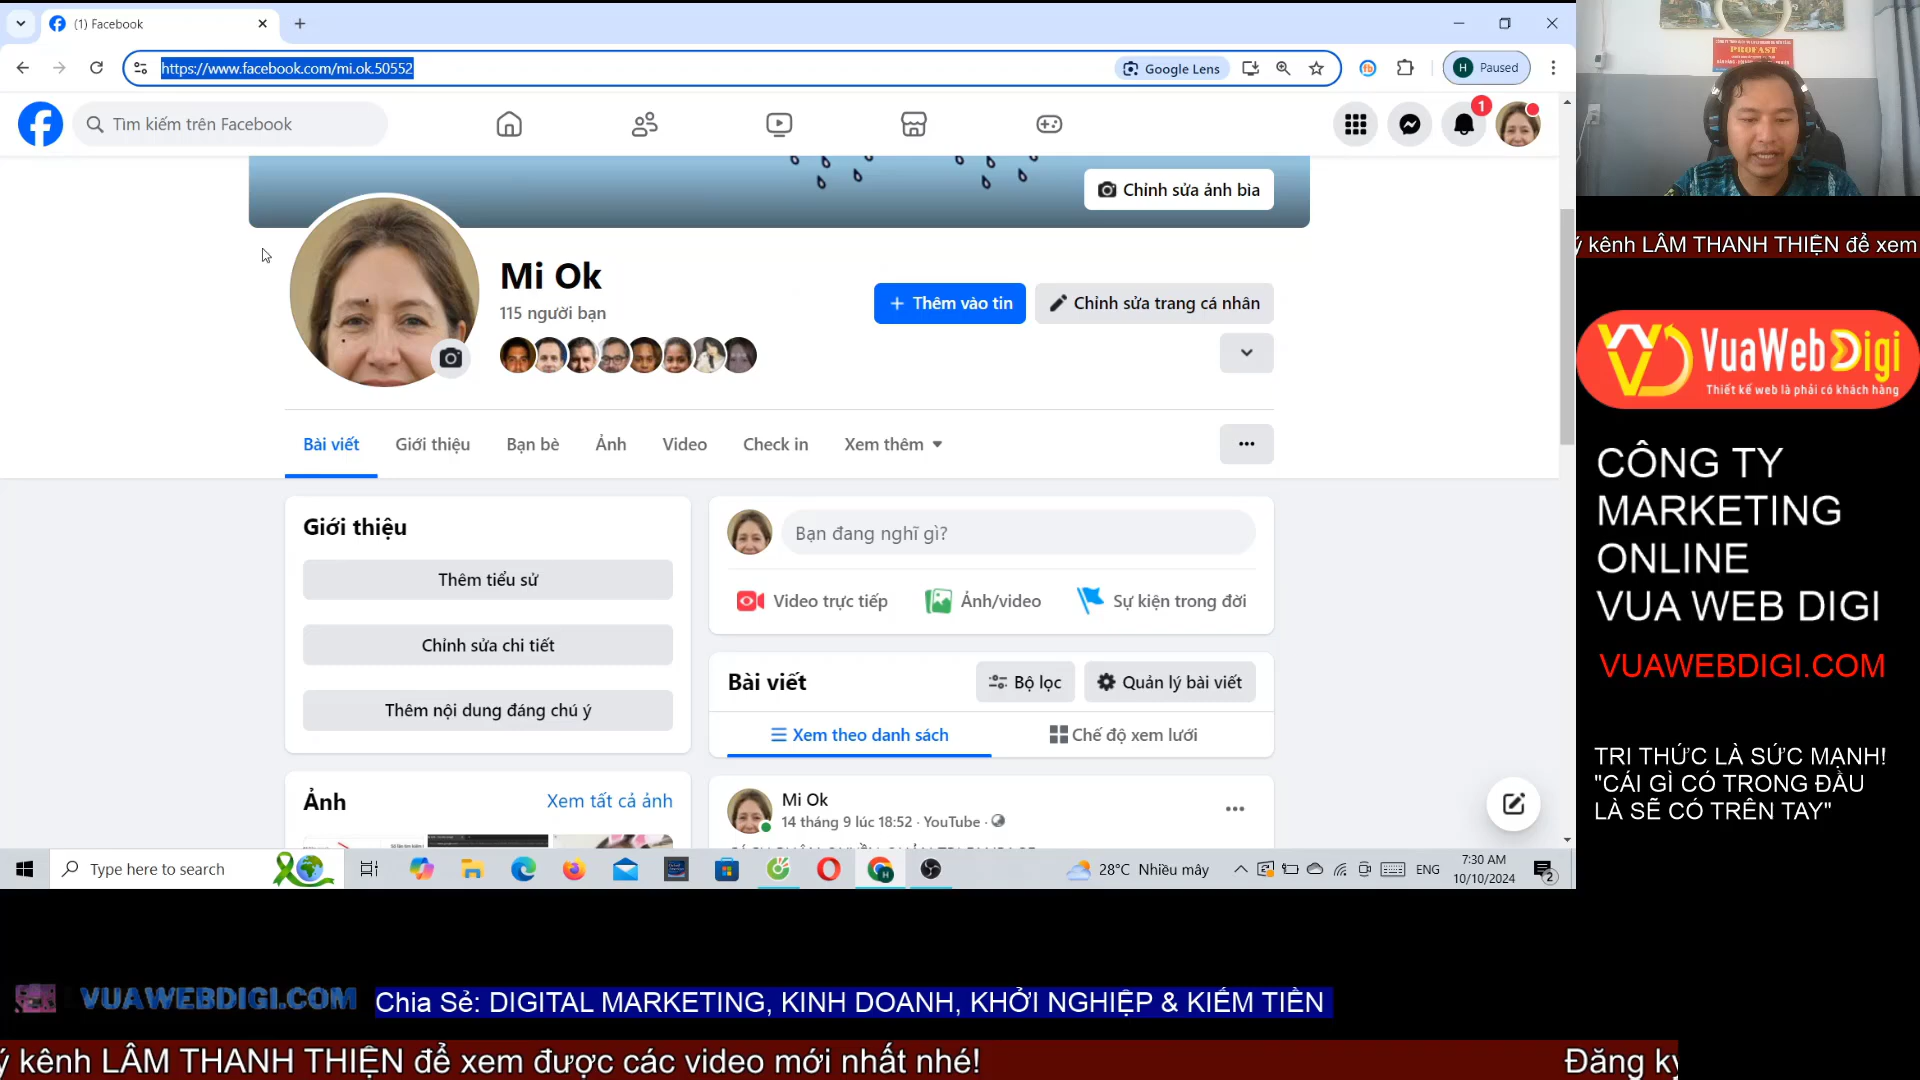 (1) Facebook
https://www.facebook.com/mi.ok.50552
Google Lens
H
Paused
PROFAST
Tìm kiếm trên Facebook
1
Chỉnh sửa ảnh bìa
Mi Ok
115 người bạn
Thêm vào tin
Chỉnh sửa trang cá nhân
Bài viết
Giới thiệu
Bạn bè
Ảnh
Video
Check in
Xem thêm
Giới thiệu
Thêm tiểu sử
Chỉnh sửa chi tiết
Thêm nội dung đáng chú ý
Ảnh
Xem tất cả ảnh
Bạn đang nghĩ gì?
Video trực tiếp
Ảnh/video
Sự kiện trong đời
Bài viết
Bộ lọc
Quản lý bài viết
Xem theo danh sách
Chế độ xem lưới
Mi Ok
14 tháng 9 lúc 18:52 · YouTube ·
Type here to search
28°C Nhiều mây
ENG
7:30 AM
10/10/2024
2
ý kênh LÂM THANH THIỆN để xem
VuaWebDigi
Thiết kế web là phải có khách hàng
CÔNG TY
MARKETING
ONLINE
VUA WEB DIGI
VUAWEBDIGI.COM
TRI THỨC LÀ SỨC MẠNH!
"CÁI GÌ CÓ TRONG ĐẦU
LÀ SẼ CÓ TRÊN TAY"
VUAWEBDIGI.COM
Chia Sẻ: DIGITAL MARKETING, KINH DOANH, KHỞI NGHIỆP & KIẾM TIỀN
ý kênh LÂM THANH THIỆN để xem được các video mới nhất nhé!
Đăng ký